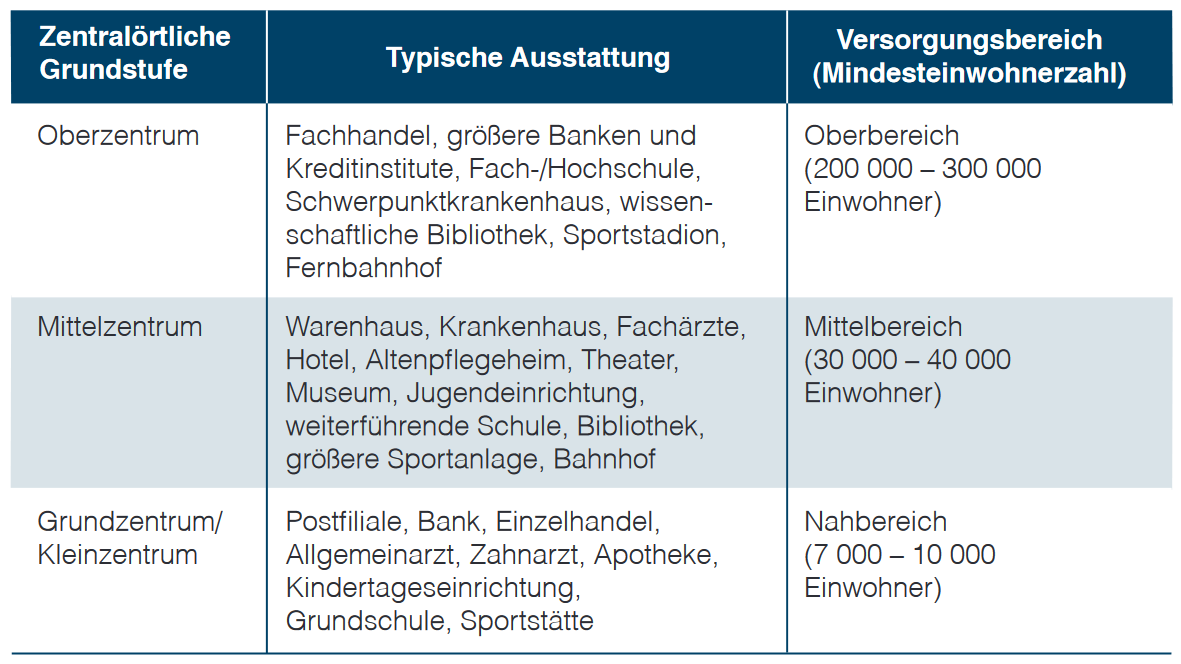 Zentralörtliche
Grundstufe
Typische Ausstattung
Versorgungsbereich
(Mindesteinwohnerzahl)
Oberzentrum
Fachhandel, größere Banken und
Kreditinstitute, Fach-/Hochschule,
Schwerpunktkrankenhaus, wissen-
schaftliche Bibliothek, Sportstadion,
Fernbahnhof
Oberbereich
(200 000 – 300 000
Einwohner)
Mittelzentrum
Warenhaus, Krankenhaus, Fachärzte,
Hotel, Altenpflegeheim, Theater,
Museum, Jugendeinrichtung,
weiterführende Schule, Bibliothek,
größere Sportanlage, Bahnhof
Mittelbereich
(30 000 – 40 000
Einwohner)
Grundzentrum/
Kleinzentrum
Postfiliale, Bank, Einzelhandel,
Allgemeinarzt, Zahnarzt, Apotheke,
Kindertageseinrichtung,
Grundschule, Sportstätte
Nahbereich
(7 000 – 10 000
Einwohner)